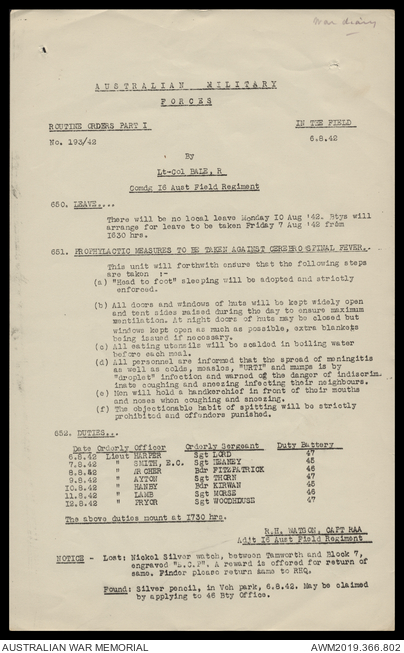 War diary
AUSTRALIAN MILITARY
FORCES
ROUTINE ORDERS PART I IN THE FIELD
No. 193/42 6.8.42
By
Lt-Col BALE, R
Comdg 16 Aust Field Regiment
650. LEAVE....
There will be no local leave Monday 10 Aug '42. Btys will
arrange for leave to be taken Friday 7 Aug '42 from
1630 hrs.
651. PROPHYLACTIC MEASURES TO BE TAKEN AGAINST CEREBRO-SPINAL FEVER..
This unit will forthwith ensure that the following steps
are taken :-
(a) "Head to foot" sleeping will be adopted and strictly
enforced.
(b) All doors and windows of huts will be kept widely open
and tent sides raised during the day to ensure maximum
ventilation. At night doors of huts may be closed but
windows kept open as much as possible, extra blankets
being issued if necessary.
(c) All eating utensils will be scalded in boiling water
before each meal.
(d) All personnel are informed that the spread of meningitis
as well as colds, measles, "URTI" and mumps is by
"droplet" infection and warned of the danger of indiscrim-
inate coughing and sneezing infecting their neighbours.
(e) Men will hold a handkerchief in front of their mouths
and noses when coughing and sneezing.
(f) The objectionable habit of spitting will be strictly
prohibited and offenders punished.
652. DUTIES...
Date Orderly Officer Orderly Sergeant Duty Battery
6.8.42 Lieut HARPER Sgt LORD 47
7.8.42 " SMITH, E.C. Sgt 45
8.8.42 " ARCHER Bdr FITZPATRICK 46
9.8.42 " AYTON Sgt THORN 47
10.8.42 " HANBY Bdr KIRWAN 45
11.8.42 " LAMB Sgt MORSE 46
12.8.42 " PRYOR Sgt WOODHOUSE 47
The above duties mount at 1730 hrs.
R.H. WATSON, CAPT RAA
Adjt 16 Aust Field Regiment
NOTICE - Lost: Nickel Silver watch, between Tamworth and Block 7,
engraved "E.C.P". A reward is offered for return of
same. Finder please return same to RHQ.
Found: Silver pencil, in Veh park, 6.8.42. May be claimed
by applying to 46 Bty Office.
AUSTRALIAN WAR MEMORIAL AWM2019.366.802